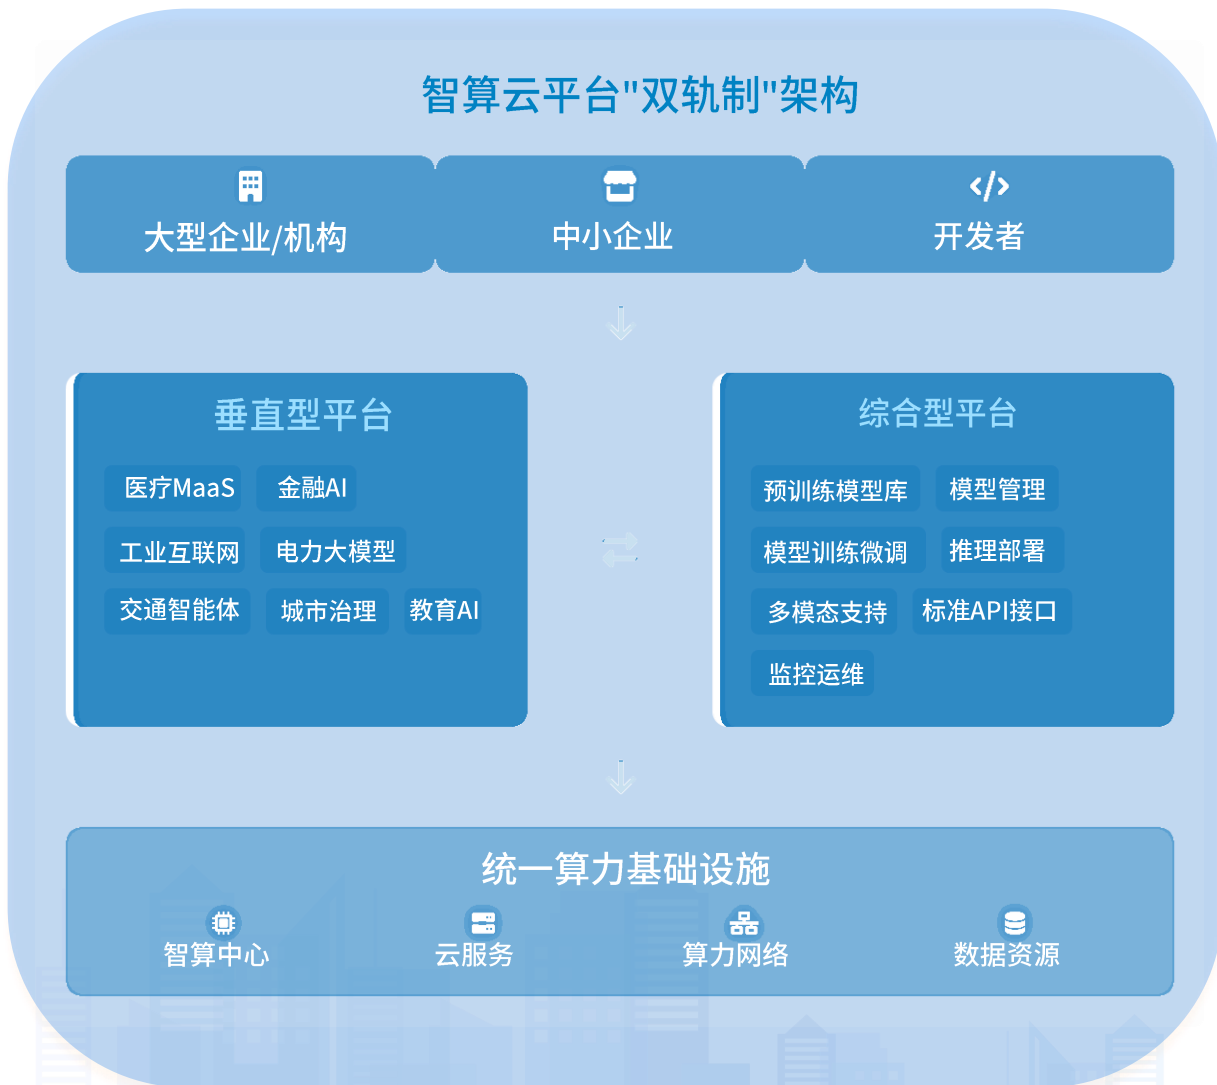 智算云平台"双轨制"架构
大型企业/机构
中小企业
开发者
垂直型平台
医疗MaaS 金融AI
工业互联网 电力大模型
交通智能体 城市治理 教育AI
综合型平台
预训练模型库 模型管理
模型训练微调 推理部署
多模态支持 标准API接口
监控运维
统一算力基础设施
智算中心 云服务 算力网络 数据资源